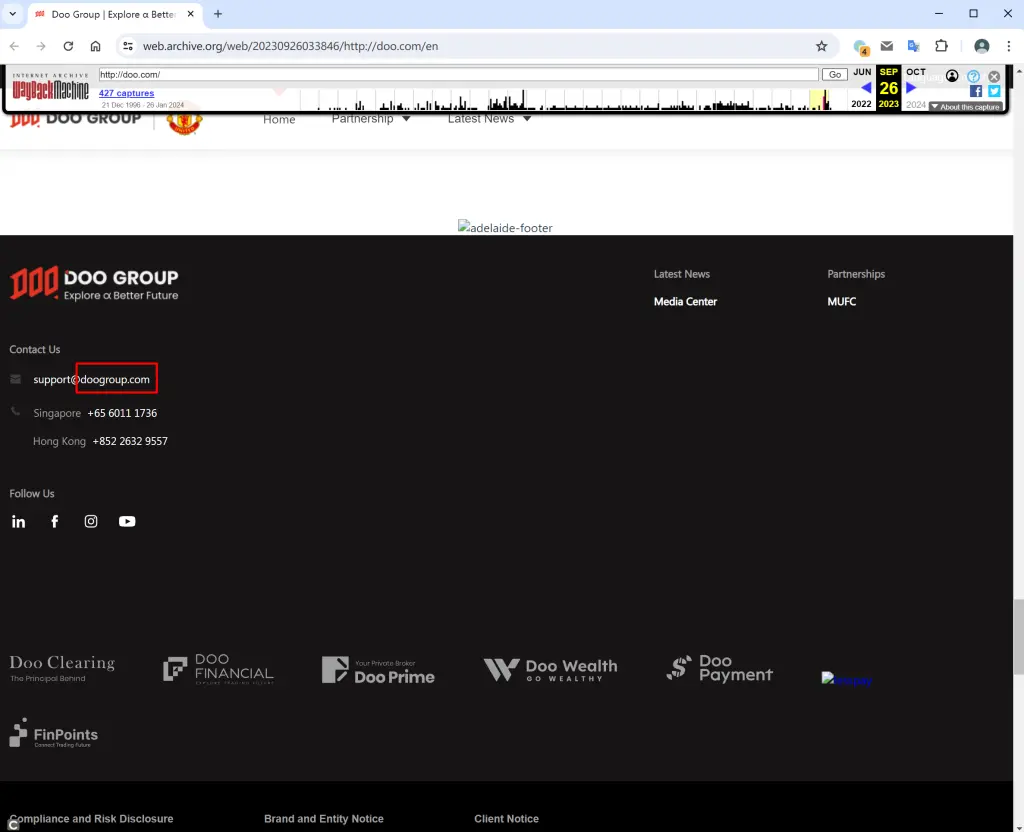 Doo Group | Explore α Bette
web.archive.org/web/20230926033846/http://doo.com/en
4
INTERNET ARCHIVE
WayBackMachine
http://doo.com/
Go
JUN
SEP
OCT
427 captures
26
21 Dec 1996 - 26 Jan 2024
2022
2023
2024
About this capture
DOO GROUP
Home
Partnership
Latest News
adelaide-footer
DOO GROUP
Explore α Better Future
Latest News
Partnerships
Media Center
MUFC
Contact Us
support@doogroup.com
Singapore +65 6011 1736
Hong Kong +852 2632 9557
Follow Us
Doo Clearing
The Principal Behind
DOO
FINANCIAL
Your Private Broker
Doo Prime
Doo Wealth
GO WEALTHY
Doo
Payment
FinPoints
Connect Trading Future
Compliance and Risk Disclosure
Brand and Entity Notice
Client Notice